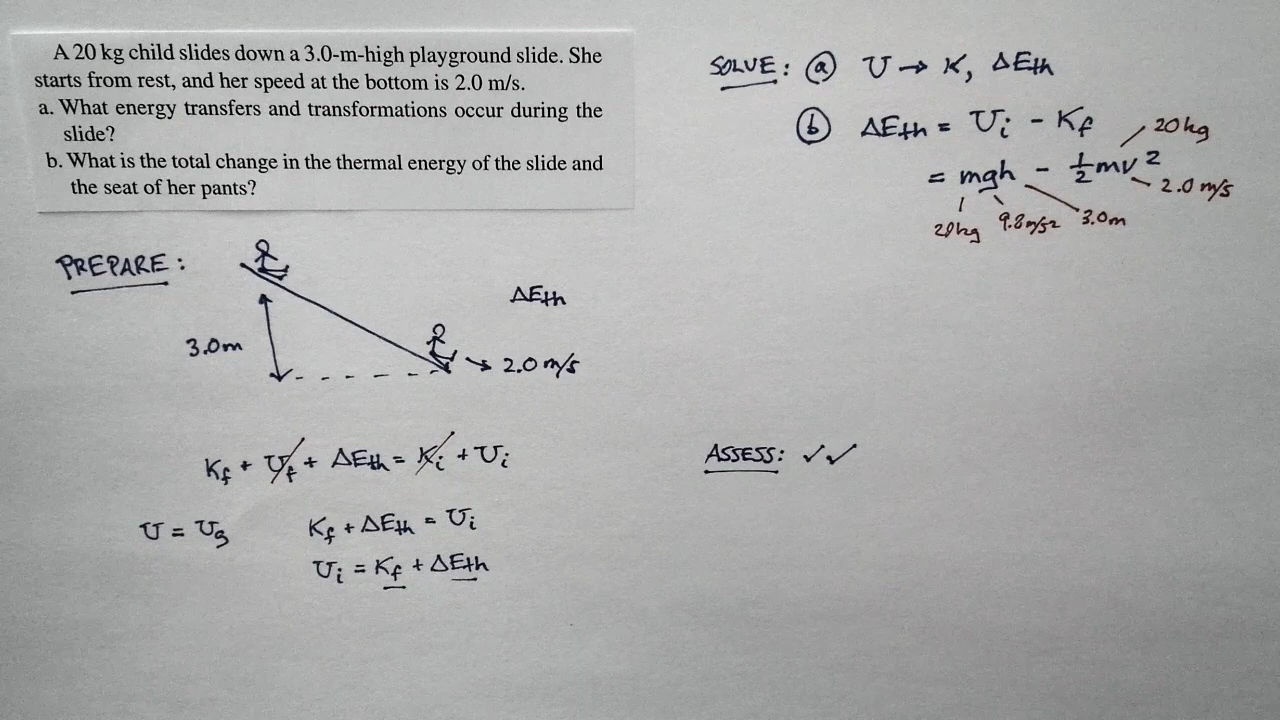 A 20 kg child slides down a 3.0-m-high playground slide. She
starts from rest, and her speed at the bottom is 2.0 m/s.
a. What energy transfers and transformations occur during the
slide?
b. What is the total change in the thermal energy of the slide and
the seat of her pants?
PREPARE:
3.0m
ΔEth
2.0 m/s
Kf + Uf + ΔEth = Ki + Ui
U = Ug
Kf + ΔEth = Ui
Ui = Kf + ΔEth
SOLVE: (a) U → K, ΔEth
(b) ΔEth = Ui - Kf
20kg
= mgh - 1/2 mv²
2.0 m/s
20kg 9.8m/s2 3.0m
ASSESS: ✓✓